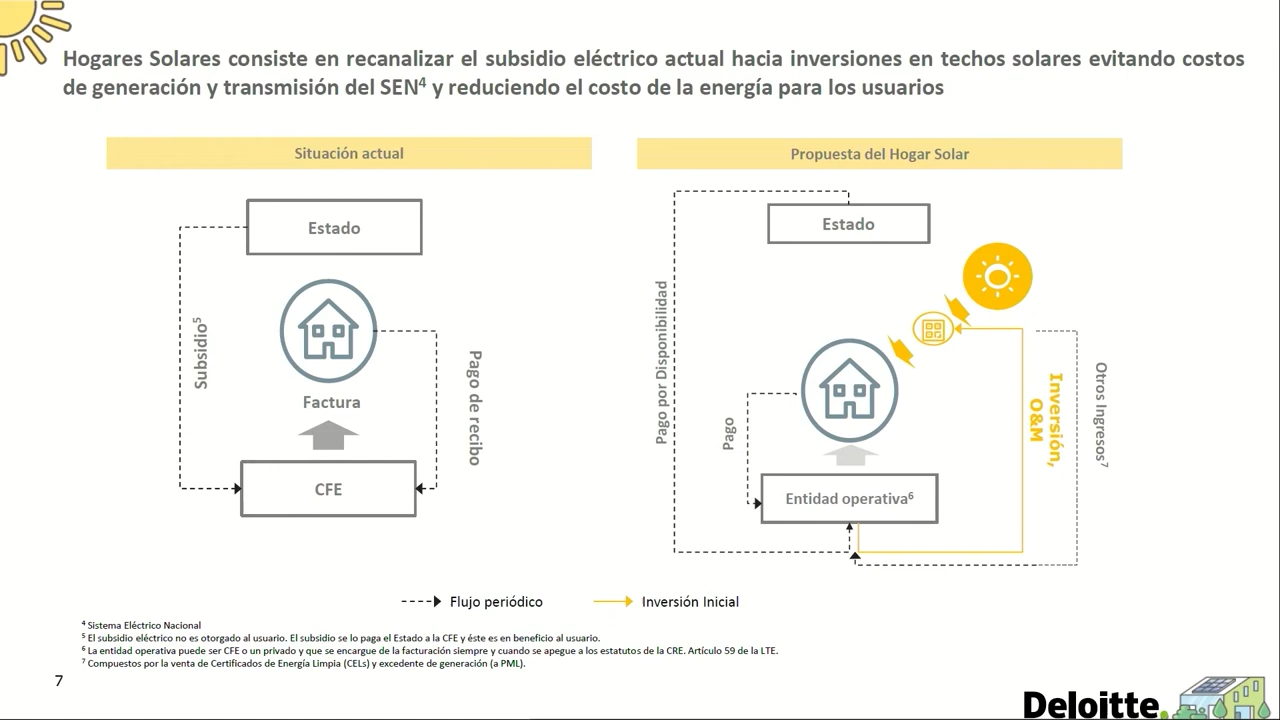 Hogares Solares consiste en recanalizar el subsidio eléctrico actual hacia inversiones en techos solares evitando costos
de generación y transmisión del SEN⁴ y reduciendo el costo de la energía para los usuarios
Situación actual
Estado
Subsidio⁵
Factura
Pago de recibo
CFE
Propuesta del Hogar Solar
Estado
Pago por Disponibilidad
Pago
Inversión,
O&M
Otros Ingresos⁷
Entidad operativa⁶
Flujo periódico
Inversión Inicial
⁴ Sistema Eléctrico Nacional
⁵ El subsidio eléctrico no es otorgado al usuario. El subsidio se lo paga el Estado a la CFE y éste es en beneficio al usuario.
⁶ La entidad operativa puede ser CFE o un privado y que se encargue de la facturación siempre y cuando se apegue a los estatutos de la CRE. Artículo 59 de la LTE.
⁷ Compuestos por la venta de Certificados de Energía Limpia (CELs) y excedente de generación (a PML).
7
Deloitte.